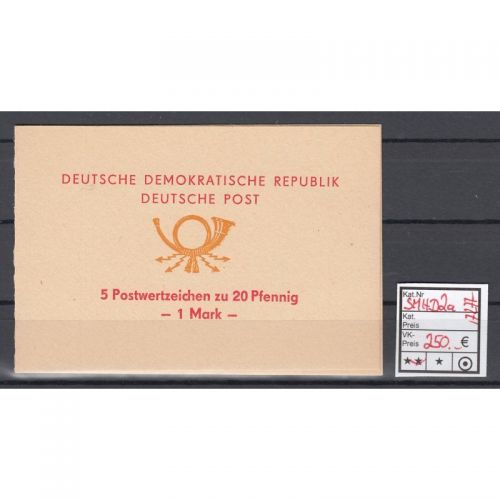 DEUTSCHE DEMOKRATISCHE REPUBLIK
DEUTSCHE POST
5 Postwertzeichen zu 20 Pfennig
— 1 Mark —
Kat.Nr
Kat.
Preis
VK-
Preis 250.- €